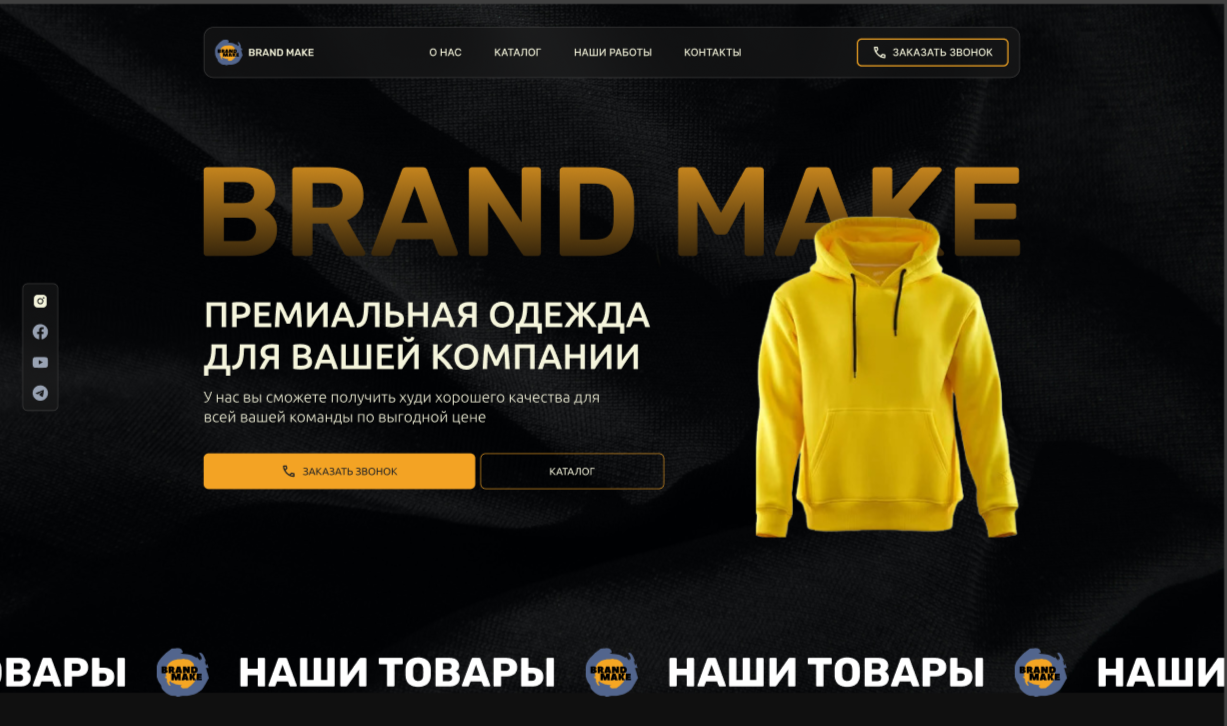 BRAND MAKE
BRAND MAKE
О НАС
КАТАЛОГ
НАШИ РАБОТЫ
КОНТАКТЫ
ЗАКАЗАТЬ ЗВОНОК
BRAND MAKE
ПРЕМИАЛЬНАЯ ОДЕЖДА
ДЛЯ ВАШЕЙ КОМПАНИИ
У нас вы сможете получить худи хорошего качества для
всей вашей команды по выгодной цене
ЗАКАЗАТЬ ЗВОНОК
КАТАЛОГ
ОВАРЫ
BRAND
MAKE
НАШИ ТОВАРЫ
BRAND
MAKE
НАШИ ТОВАРЫ
BRAND
MAKE
НАШИ